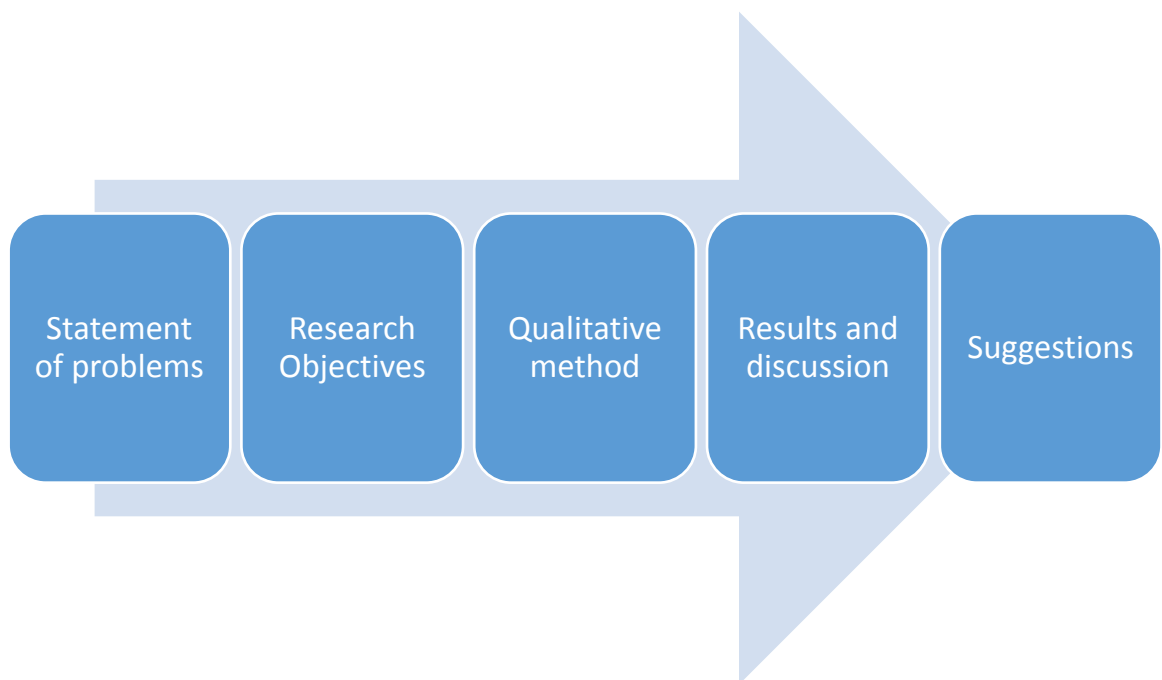 Statement
of problems
Research
Objectives
Qualitative
method
Results and
discussion
Suggestions